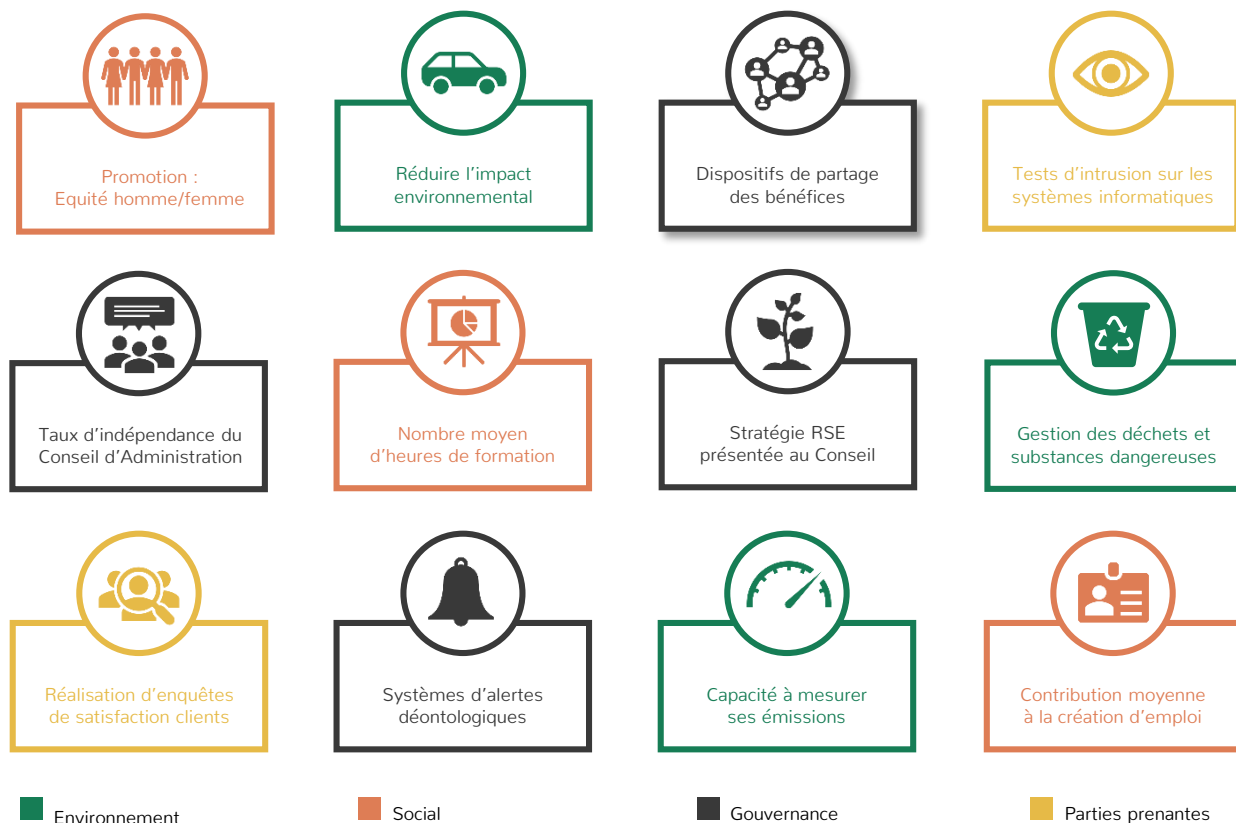 Promotion :
Equité homme/femme
Réduire l'impact
environnemental
Dispositifs de partage
des bénéfices
Tests d'intrusion sur les
systèmes informatiques
Taux d'indépendance du
Conseil d'Administration
Nombre moyen
d'heures de formation
Stratégie RSE
présentée au Conseil
Gestion des déchets et
substances dangereuses
Réalisation d'enquêtes
de satisfaction clients
Systèmes d'alertes
déontologiques
Capacité à mesurer
ses émissions
Contribution moyenne
à la création d'emploi
Environnement
Social
Gouvernance
Parties prenantes